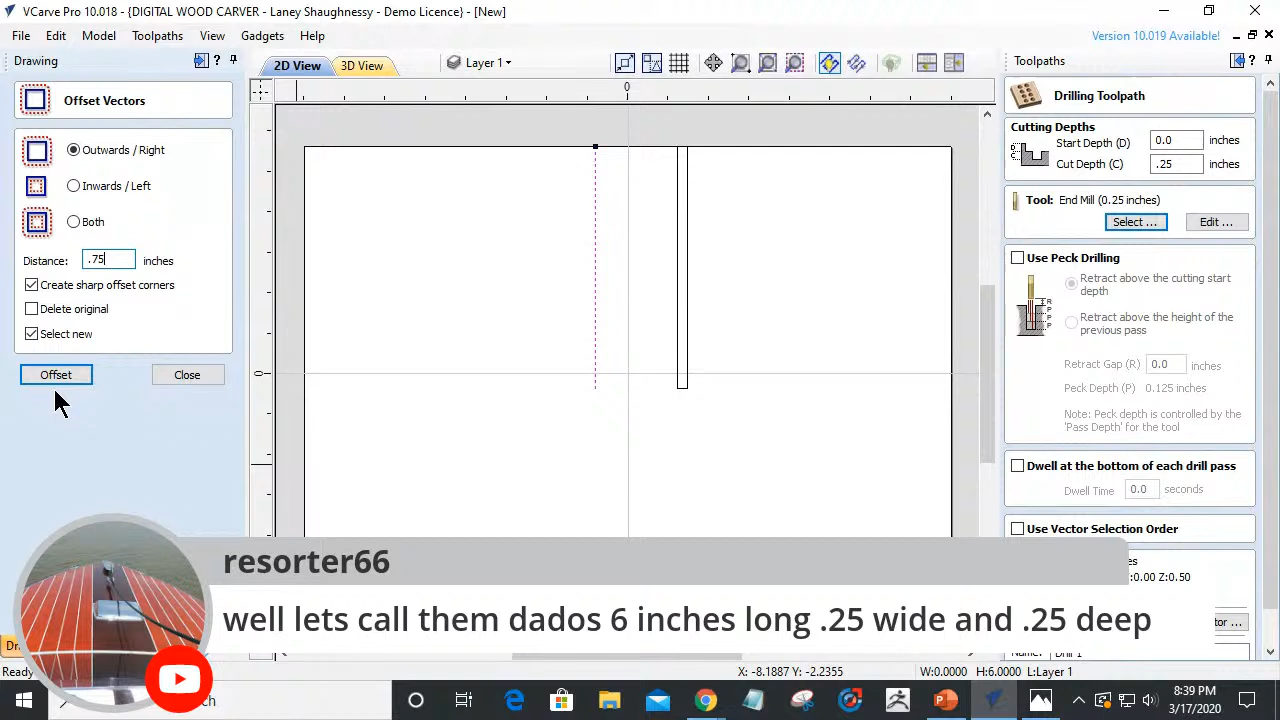 VCarve Pro 10.018 - {DIGITAL WOOD CARVER - Laney Shaughnessy - Demo Licence} - [New]
File Edit Model Toolpaths View Gadgets Help
Version 10.019 Available!
Drawing
Offset Vectors
Outwards / Right
Inwards / Left
Both
Distance: .75 inches
Create sharp offset corners
Delete original
Select new
Offset Close
2D View 3D View Layer 1
0
0
Toolpaths
Drilling Toolpath
Cutting Depths
Start Depth (D) 0.0 inches
Cut Depth (C) .25 inches
Tool: End Mill (0.25 inches)
Select ... Edit ...
Use Peck Drilling
Retract above the cutting start
depth
Retract above the height of the
previous pass
Retract Gap (R) 0.0 inches
Peck Depth (P) 0.125 inches
Note: Peck depth is controlled by the
'Pass Depth' for the tool
Dwell at the bottom of each drill pass
Dwell Time 0.0 seconds
Use Vector Selection Order
:0.00 Z:0.50
resorter66
well lets call them dados 6 inches long .25 wide and .25 deep
X: -8.1887 Y: -2.2355 W:0.0000 H:6.0000 L:Layer 1
8:39 PM
3/17/2020